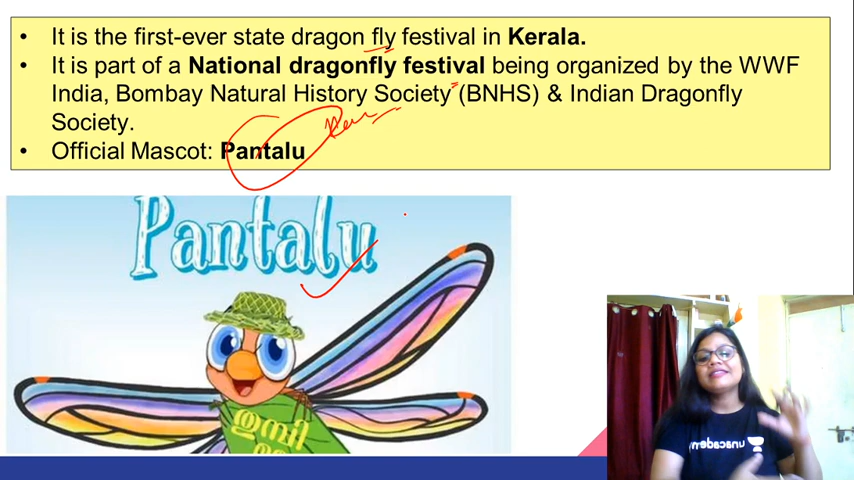 • It is the first-ever state dragon fly festival in Kerala.
• It is part of a National dragonfly festival being organized by the WWF
India, Bombay Natural History Society (BNHS) & Indian Dragonfly
Society.
• Official Mascot: Pantalu
Pantalu
തുമ്പി
unacademy